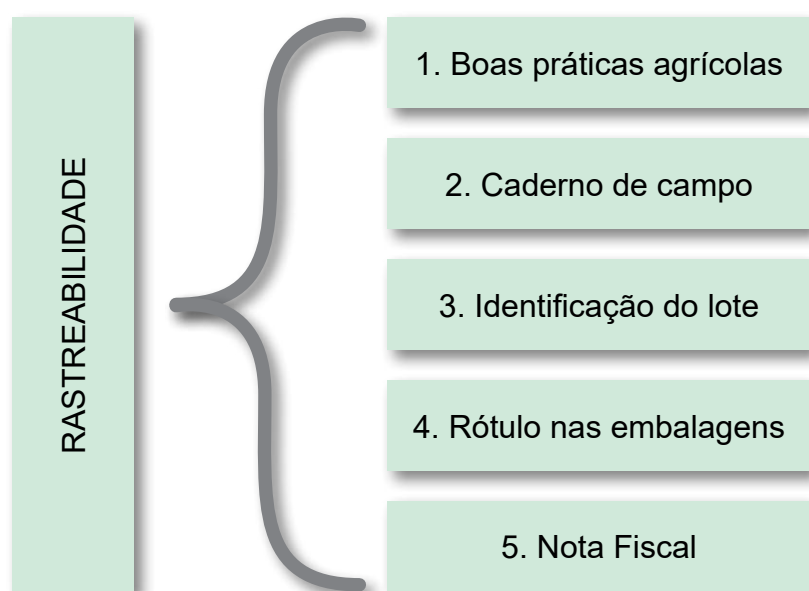 RASTREABILIDADE
1. Boas práticas agrícolas
2. Caderno de campo
3. Identificação do lote
4. Rótulo nas embalagens
5. Nota Fiscal